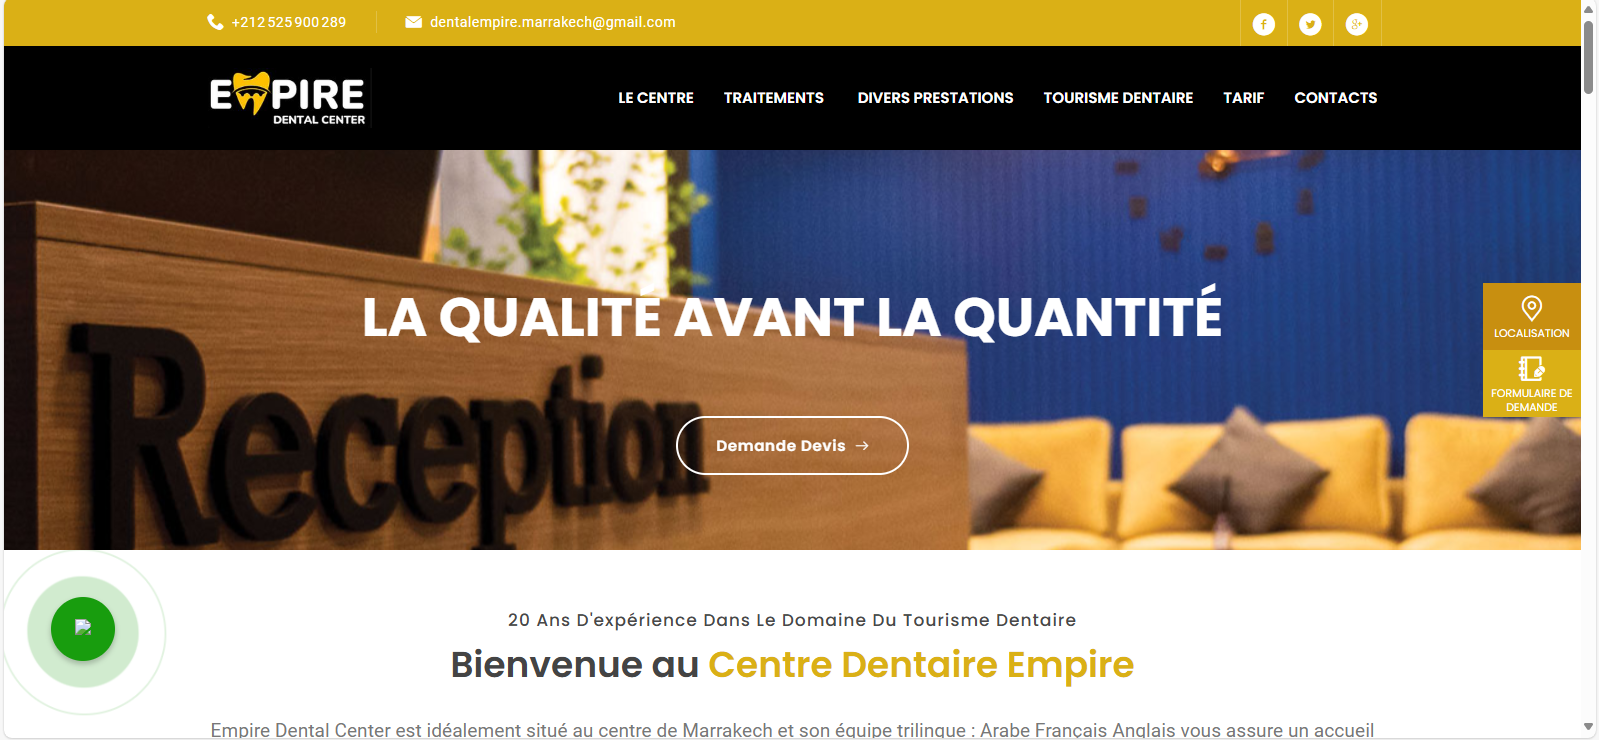 +212 525 900 289
dentalempire.marrakech@gmail.com
EMPIRE
DENTAL CENTER
LE CENTRE
TRAITEMENTS
DIVERS PRESTATIONS
TOURISME DENTAIRE
TARIF
CONTACTS
LA QUALITÉ AVANT LA QUANTITÉ
Reception
Demande Devis →
LOCALISATION
FORMULAIRE DE
DEMANDE
20 Ans D'expérience Dans Le Domaine Du Tourisme Dentaire
Bienvenue au Centre Dentaire Empire
Empire Dental Center est idéalement situé au centre de Marrakech et son équipe trilingue : Arabe Français Anglais vous assure un accueil